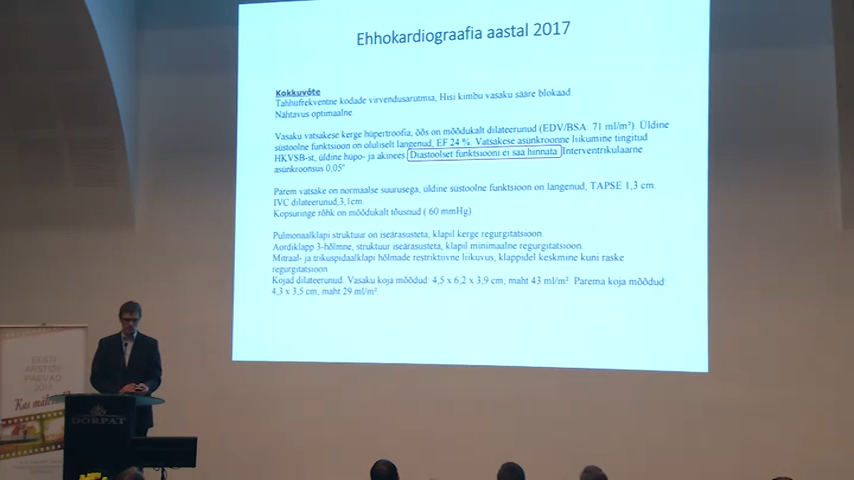 Ehhokardiograafia aastal 2017
Kokkuvõte
Tahhüfrekventne kodade virvendusarütmia, Hisi kimbu vasaku sääre blokaad.
Nähtavus optimaalne.
Vasaku vatsakese kerge hüpertroofia, õõs on mõõdukalt dilateerunud (EDV/BSA: 71 ml/m²). Üldine
süstoolne funktsioon on oluliselt langenud, EF 24 %. Vatsakese asünkroonne liikumine tingitud
HKVSB-st, üldine hüpo- ja akinees. Diastoolset funktsiooni ei saa hinnata. Interventrikulaarne
asünkroonsus 0,05"
Parem vatsake on normaalse suurusega, üldine süstoolne funktsioon on langenud, TAPSE 1,3 cm.
IVC dilateerunud,3,1cm.
Kopsuringe rõhk on mõõdukalt tõusnud ( 60 mmHg).
Pulmonaalklapi struktuur on iseärasusteta, klapil kerge regurgitatsioon.
Aordiklapp 3-hõlmne, struktuur iseärasusteta, klapil minimaalne regurgitatsioon.
Mitraal- ja trikuspidaalklapi hõlmade restriktiivne liikuvus, klappidel keskmine kuni raske
regurgitatsioon.
Kojad dilateerunud. Vasaku koja mõõdud: 4,5 x 6,2 x 3,9 cm, maht 43 ml/m². Parema koja mõõdud:
4,3 x 3,5 cm, maht 29 ml/m².
EESTI
ARSTIDE
PÄEVAD
2017
Kas
DORPAT